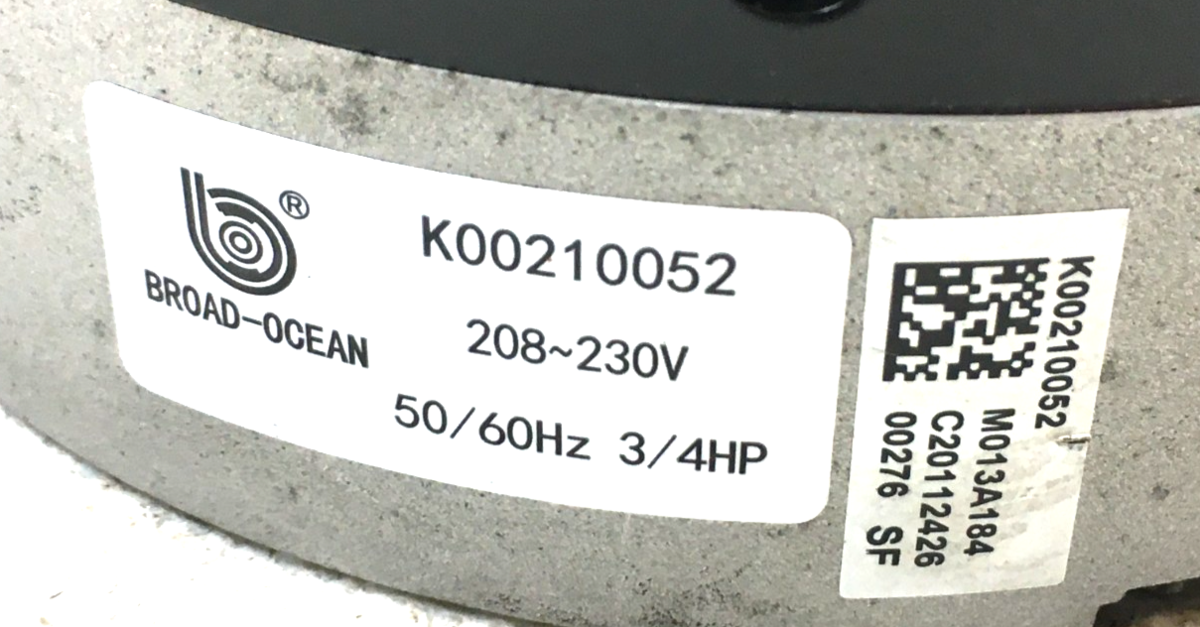 ®
BROAD-OCEAN
K00210052
208~230V
50/60Hz 3/4HP
K00210052
M013A184
C20112426
00276 SF